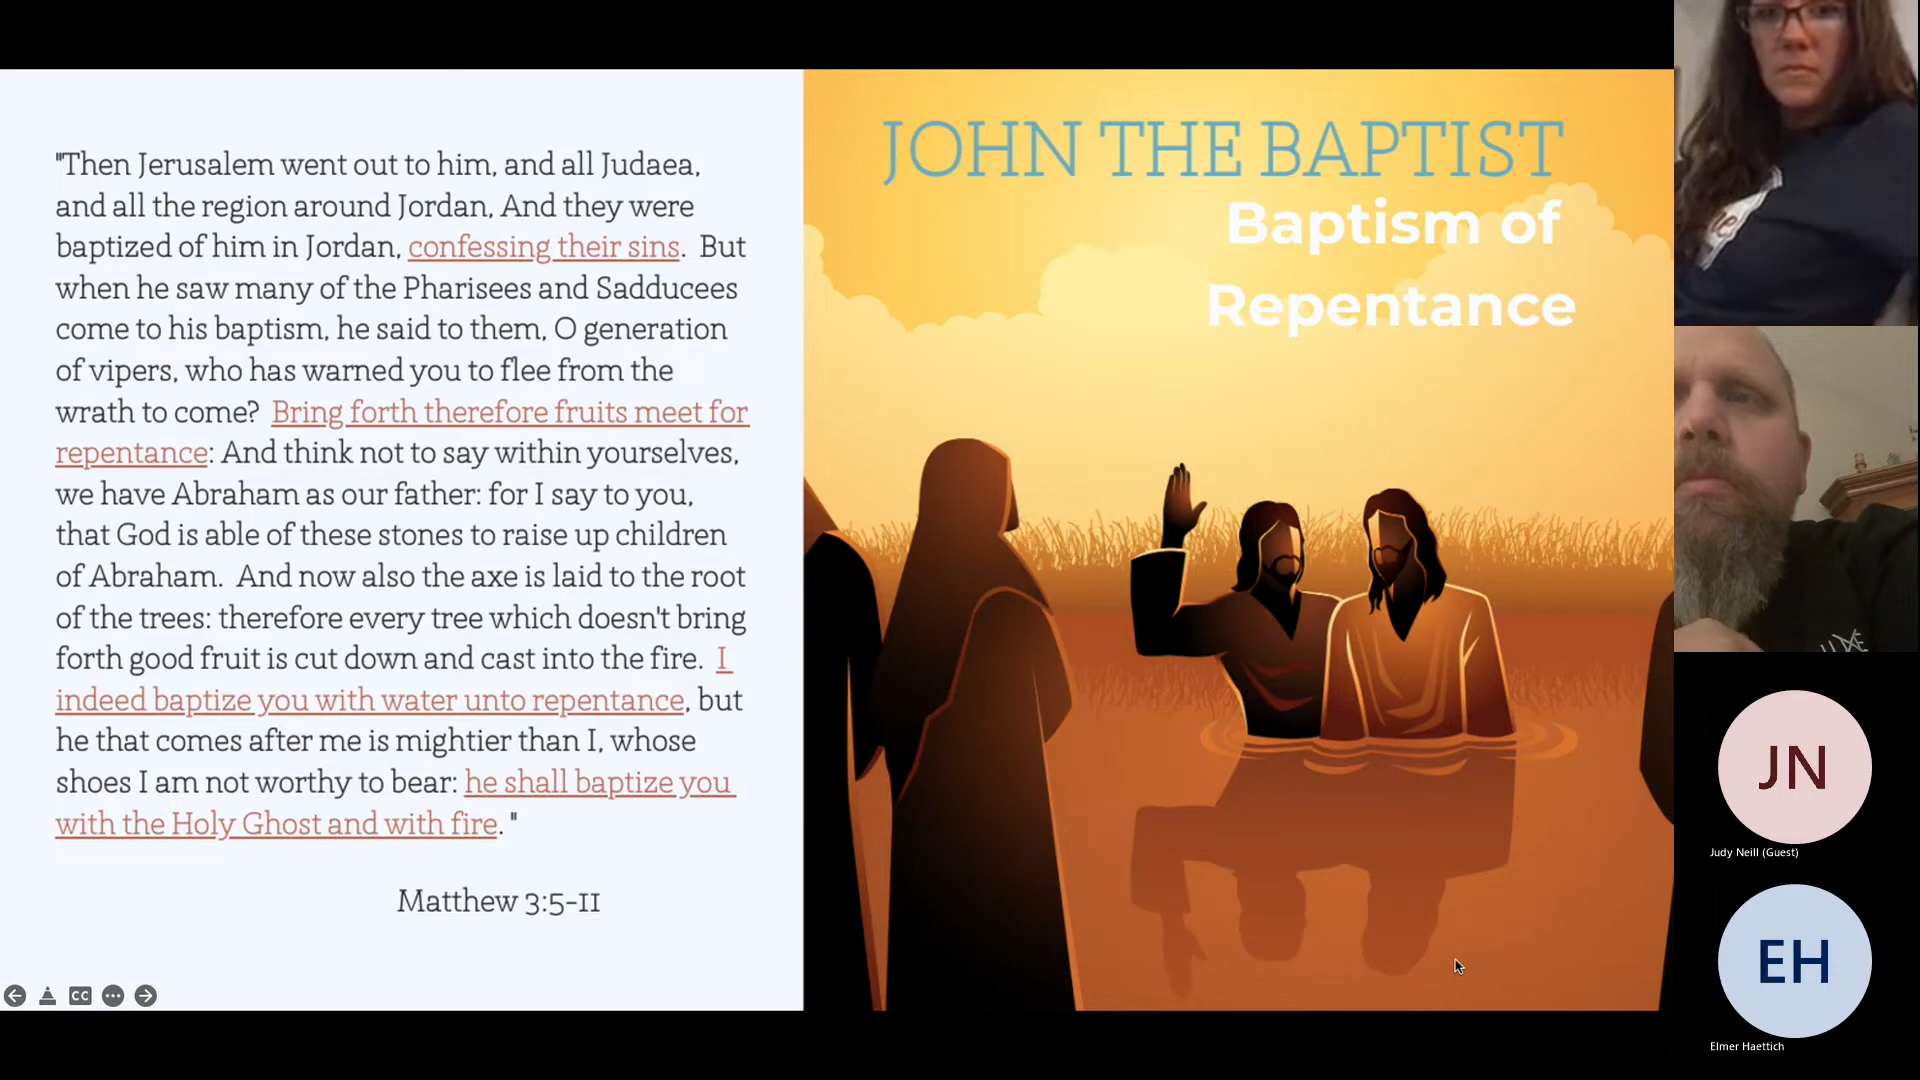 "Then Jerusalem went out to him, and all Judaea,
and all the region around Jordan, And they were
baptized of him in Jordan, confessing their sins.  But
when he saw many of the Pharisees and Sadducees
come to his baptism, he said to them, O generation
of vipers, who has warned you to flee from the
wrath to come?  Bring forth therefore fruits meet for
repentance: And think not to say within yourselves,
we have Abraham as our father: for I say to you,
that God is able of these stones to raise up children
of Abraham.  And now also the axe is laid to the root
of the trees: therefore every tree which doesn't bring
forth good fruit is cut down and cast into the fire.  I
indeed baptize you with water unto repentance, but
he that comes after me is mightier than I, whose
shoes I am not worthy to bear: he shall baptize you
with the Holy Ghost and with fire. "
Matthew 3:5-11
CC
JOHN THE BAPTIST
Baptism of
Repentance
JN
Judy Neill (Guest)
EH
Elmer Haettich